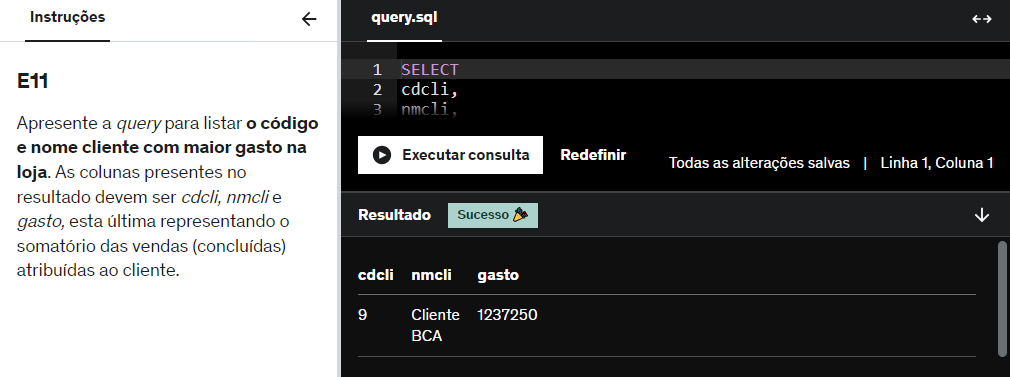 Instruções
E11
Apresente a query para listar o código
e nome cliente com maior gasto na
loja. As colunas presentes no
resultado devem ser cdcli, nmcli e
gasto, esta última representando o
somatório das vendas (concluídas)
atribuídas ao cliente.
query.sql
1 SELECT
2 cdcli,
3 nmcli,
Executar consulta
Redefinir
Todas as alterações salvas | Linha 1, Coluna 1
Resultado
Sucesso
cdcli nmcli gasto
9 Cliente 1237250
BCA